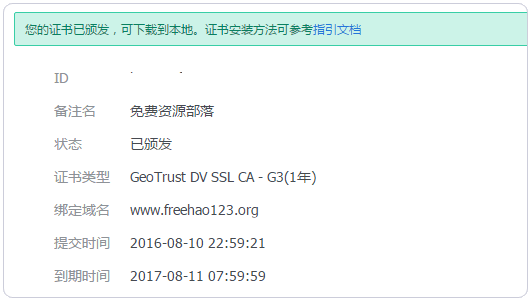 您的证书已颁发，可下载到本地。证书安装方法可参考指引文档
ID
备注名 免费资源部落
状态 已颁发
证书类型 GeoTrust DV SSL CA - G3(1年)
绑定域名 www.freehao123.org
提交时间 2016-08-10 22:59:21
到期时间 2017-08-11 07:59:59